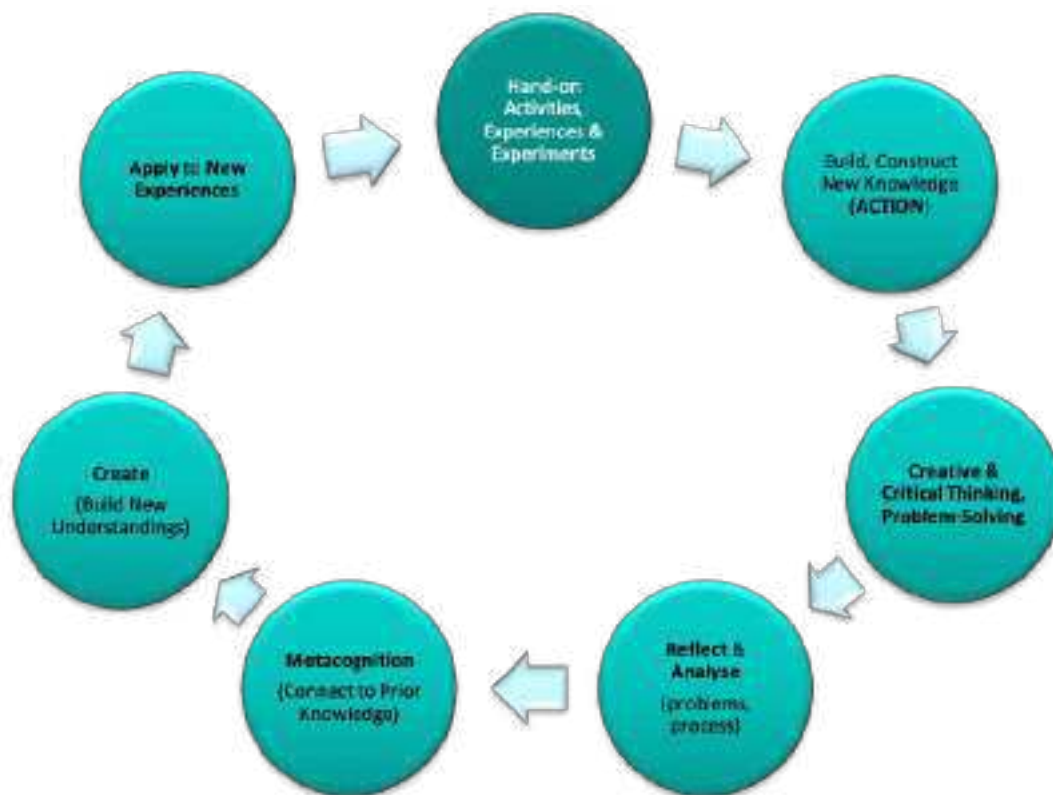 Hand-on
Activities,
Experiences &
Experiments
Build, Construct
New Knowledge
(ACTION)
Creative &
Critical Thinking,
Problem-Solving
Reflect &
Analyse
(problems,
process)
Metacognition
(Connect to Prior
Knowledge)
Create
(Build New
Understandings)
Apply to New
Experiences